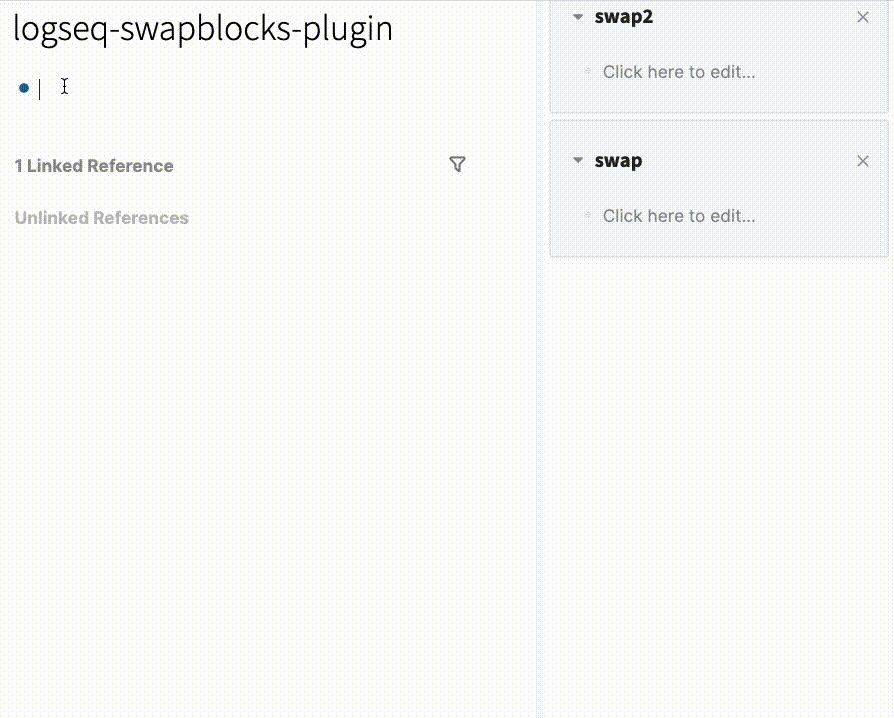 logseq-swapblocks-plugin
1 Linked Reference
Unlinked References
swap2
Click here to edit...
swap
Click here to edit...